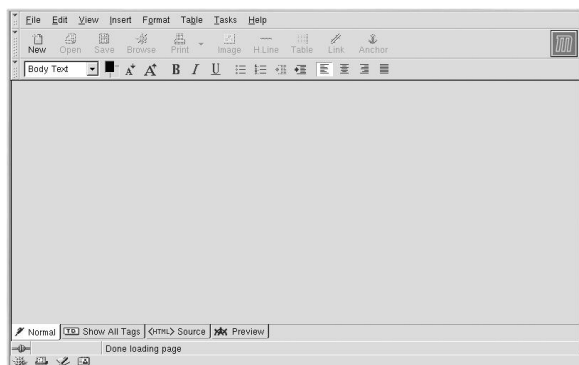 File Edit View Insert Format Table Tasks Help
New Open Save Browse Print Image H.Line Table Link Anchor
Body Text A A B I U
Normal TD Show All Tags <HTML> Source Preview
Done loading page